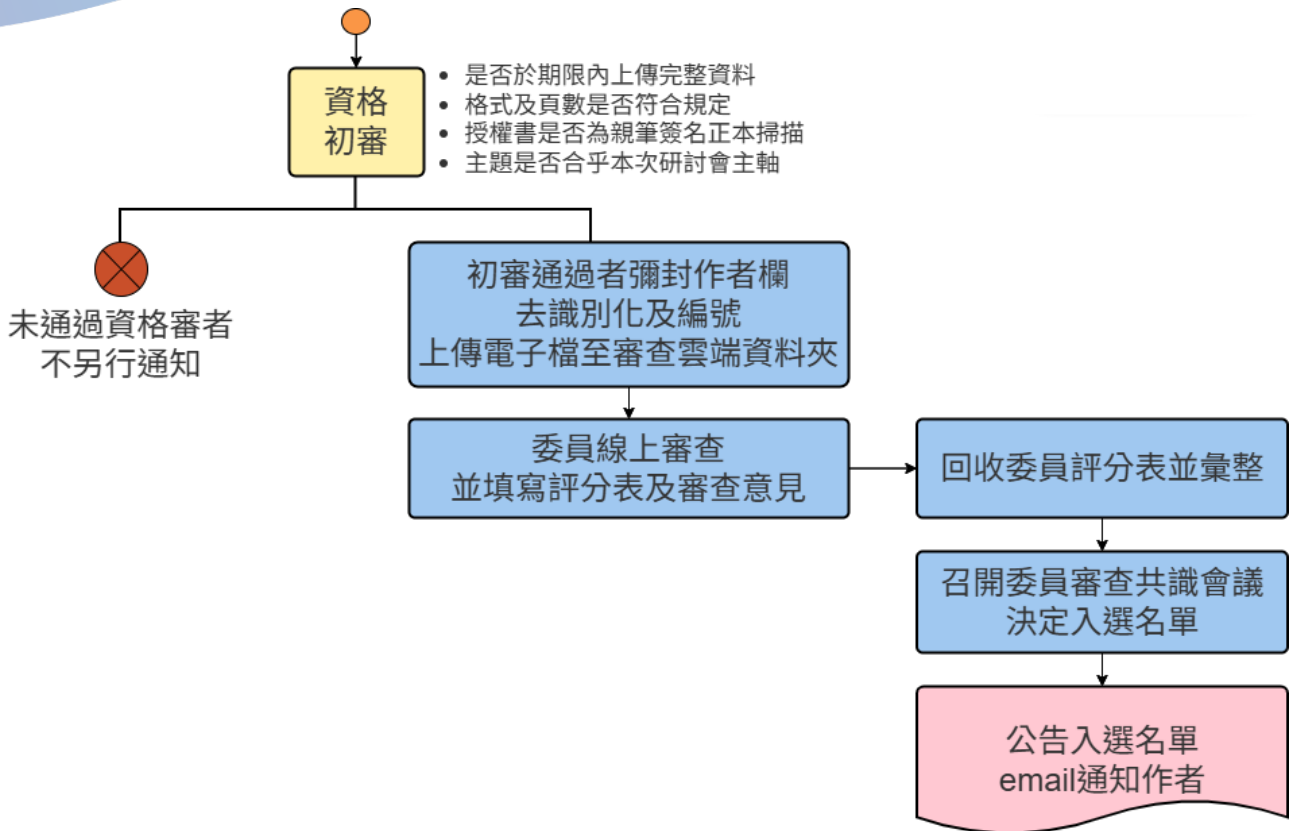 資格
初審
是否於期限內上傳完整資料
格式及頁數是否符合規定
授權書是否為親筆簽名正本掃描
主題是否合乎本次研討會主軸
未通過資格審者
不另行通知
初審通過者彌封作者欄
去識別化及編號
上傳電子檔至審查雲端資料夾
委員線上審查
並填寫評分表及審查意見
回收委員評分表並彙整
召開委員審查共識會議
決定入選名單
公告入選名單
email通知作者